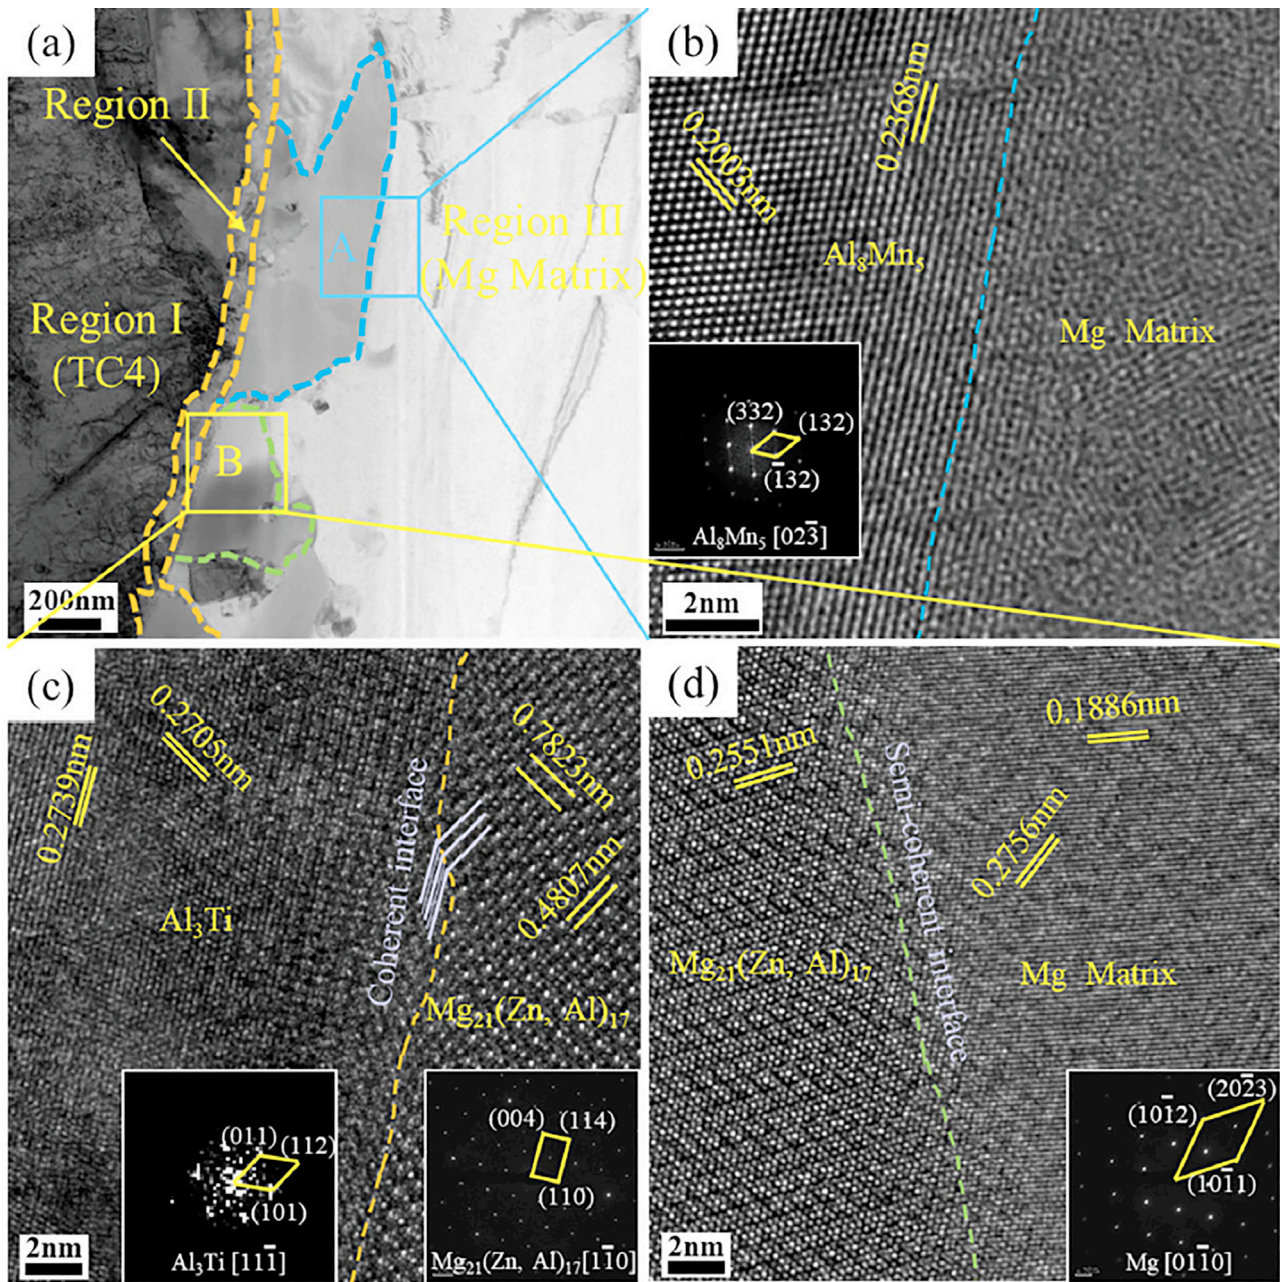 (a)
Region II
Region I
(TC4)
A
Region III
(Mg Matrix)
B
200nm
(b)
0.2003nm
0.2368nm
Al₈Mn₅
Mg Matrix
(332)
(132)
(1̄32)
Al₈Mn₅ [023̄]
2nm
(c)
0.2739nm
0.2705nm
0.7823nm
0.4807nm
Coherent interface
Al₃Ti
Mg₂₁(Zn, Al)₁₇
(011)
(112)
(101)
Al₃Ti [111̄]
(004)
(114)
(110)
Mg₂₁(Zn, Al)₁₇[11̄0]
2nm
(d)
0.2551nm
0.1886nm
0.2756nm
Semi-coherent interface
Mg₂₁(Zn, Al)₁₇
Mg Matrix
(202̄3)
(101̄2)
(101̄1)
Mg [011̄0]
2nm